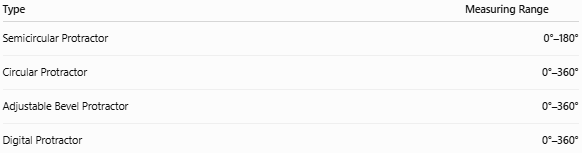 Type Measuring Range
Semicircular Protractor 0°–180°
Circular Protractor 0°–360°
Adjustable Bevel Protractor 0°–360°
Digital Protractor 0°–360°